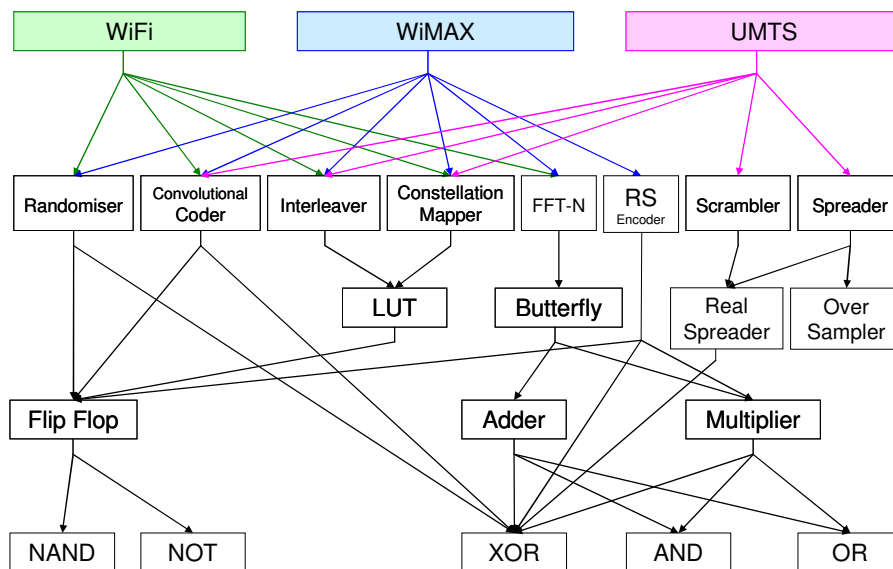 WiFi
WiMAX
UMTS
Randomiser
Convolutional
Coder
Interleaver
Constellation
Mapper
FFT-N
RS
Encoder
Scrambler
Spreader
LUT
Butterfly
Real
Spreader
Over
Sampler
Flip Flop
Adder
Multiplier
NAND
NOT
XOR
AND
OR